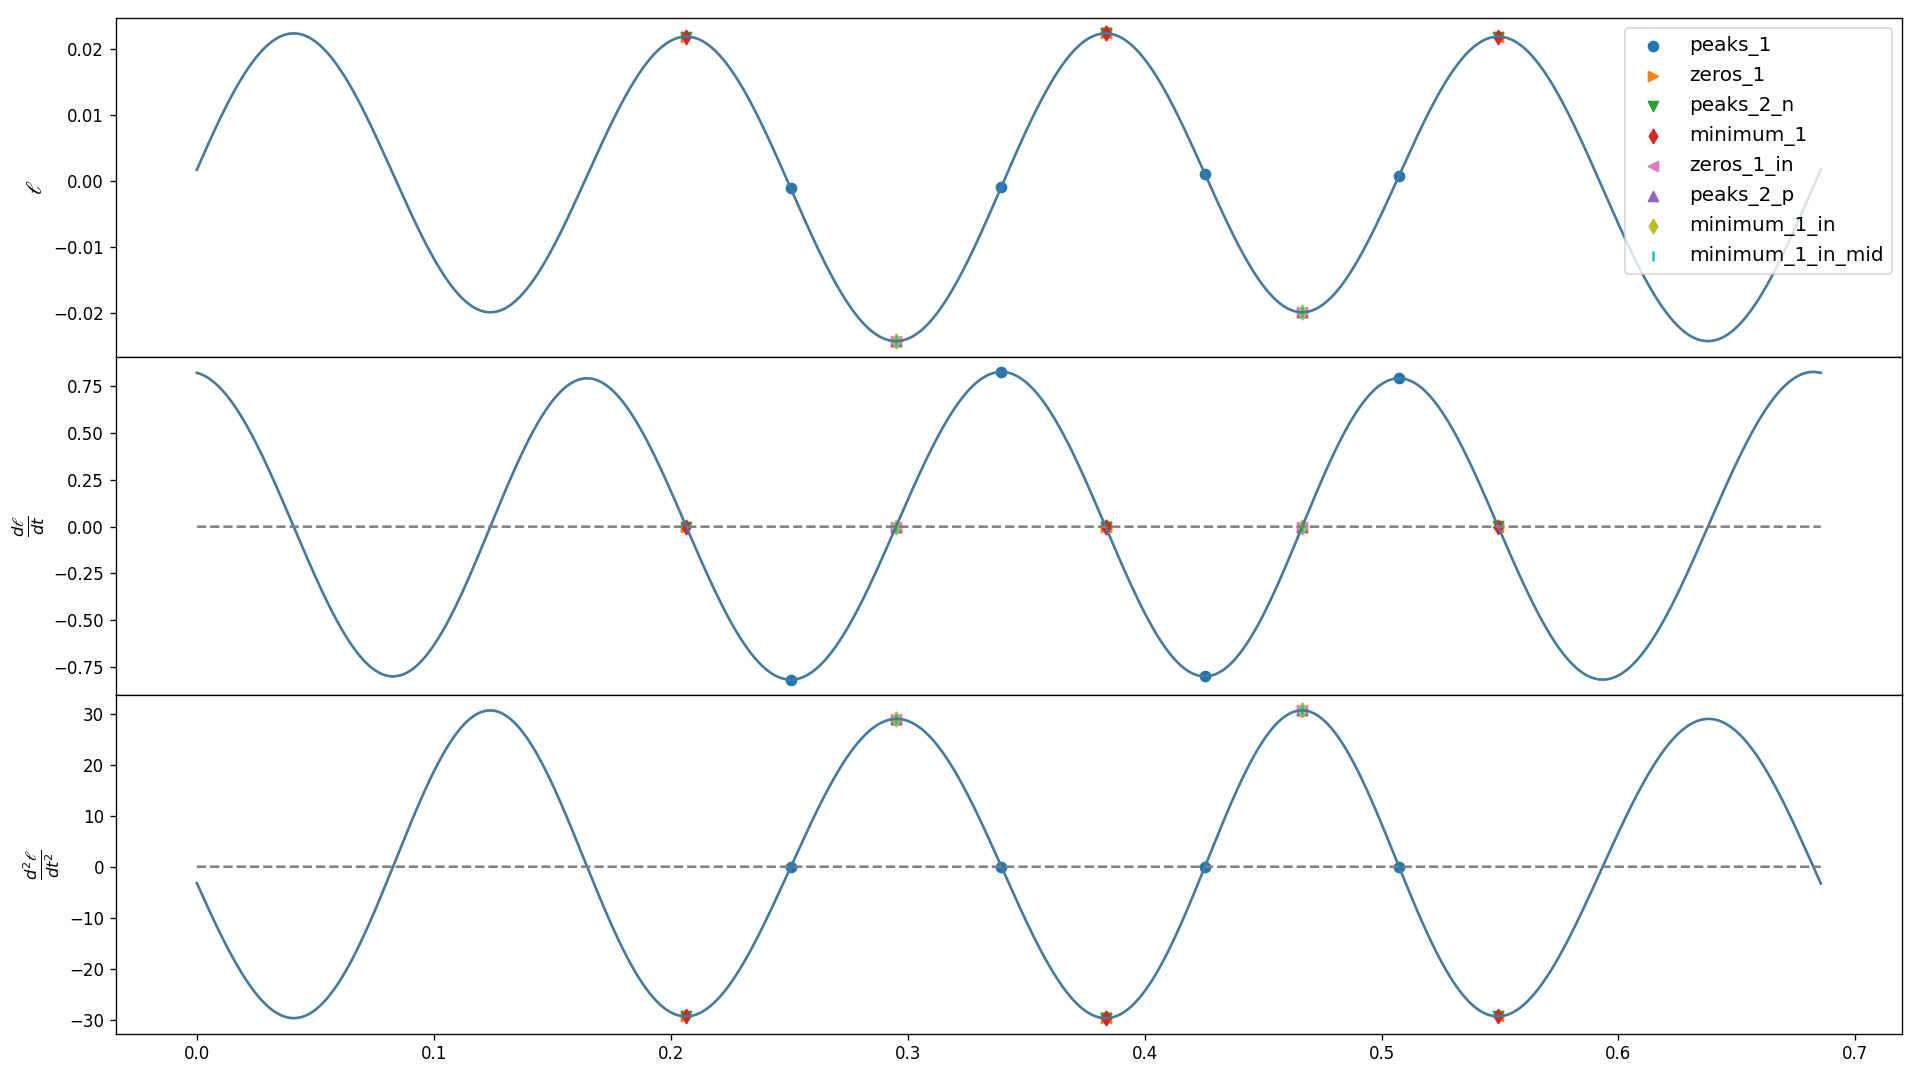 0.02
0.01
0.00
−0.01
−0.02
ℓ
peaks_1
zeros_1
peaks_2_n
minimum_1
zeros_1_in
peaks_2_p
minimum_1_in
minimum_1_in_mid
0.75
0.50
0.25
0.00
−0.25
−0.50
−0.75
dℓ/dt
30
20
10
0
−10
−20
−30
d²ℓ/dt²
0.0 0.1 0.2 0.3 0.4 0.5 0.6 0.7